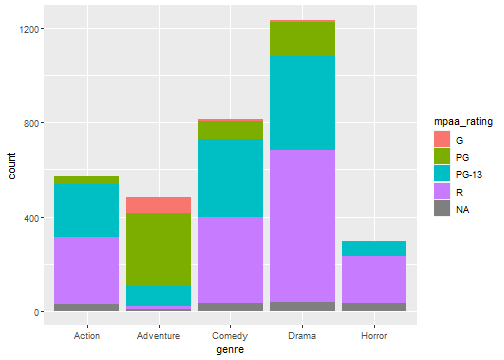 1200
800
400
0
count
Action
Adventure
Comedy
Drama
Horror
genre
mpaa_rating
G
PG
PG-13
R
NA